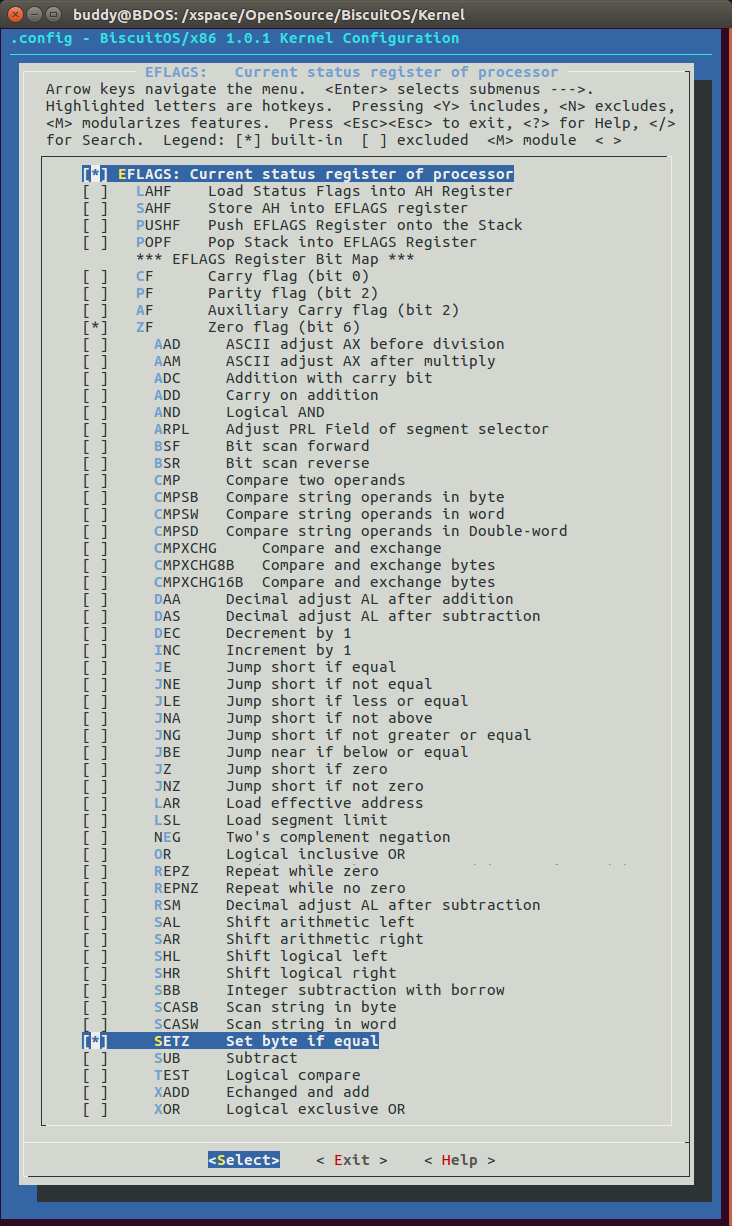 buddy@BDOS: /xspace/OpenSource/BiscuitOS/Kernel
.config - BiscuitOS/x86 1.0.1 Kernel Configuration
EFLAGS:   Current status register of processor
Arrow keys navigate the menu.  <Enter> selects submenus --->.
Highlighted letters are hotkeys.  Pressing <Y> includes, <N> excludes,
<M> modularizes features.  Press <Esc><Esc> to exit, <?> for Help, </>
for Search.  Legend: [*] built-in  [ ] excluded  <M> module  < >
[*] EFLAGS: Current status register of processor
[ ]   LAHF    Load Status Flags into AH Register
[ ]   SAHF    Store AH into EFLAGS register
[ ]   PUSHF   Push EFLAGS Register onto the Stack
[ ]   POPF    Pop Stack into EFLAGS Register
*** EFLAGS Register Bit Map ***
[ ]   CF      Carry flag (bit 0)
[ ]   PF      Parity flag (bit 2)
[ ]   AF      Auxiliary Carry flag (bit 2)
[*]   ZF      Zero flag (bit 6)
[ ]     AAD     ASCII adjust AX before division
[ ]     AAM     ASCII adjust AX after multiply
[ ]     ADC     Addition with carry bit
[ ]     ADD     Carry on addition
[ ]     AND     Logical AND
[ ]     ARPL    Adjust PRL Field of segment selector
[ ]     BSF     Bit scan forward
[ ]     BSR     Bit scan reverse
[ ]     CMP     Compare two operands
[ ]     CMPSB   Compare string operands in byte
[ ]     CMPSW   Compare string operands in word
[ ]     CMPSD   Compare string operands in Double-word
[ ]     CMPXCHG     Compare and exchange
[ ]     CMPXCHG8B   Compare and exchange bytes
[ ]     CMPXCHG16B  Compare and exchange bytes
[ ]     DAA     Decimal adjust AL after addition
[ ]     DAS     Decimal adjust AL after subtraction
[ ]     DEC     Decrement by 1
[ ]     INC     Increment by 1
[ ]     JE      Jump short if equal
[ ]     JNE     Jump short if not equal
[ ]     JLE     Jump short if less or equal
[ ]     JNA     Jump short if not above
[ ]     JNG     Jump short if not greater or equal
[ ]     JBE     Jump near if below or equal
[ ]     JZ      Jump short if zero
[ ]     JNZ     Jump short if not zero
[ ]     LAR     Load effective address
[ ]     LSL     Load segment limit
[ ]     NEG     Two's complement negation
[ ]     OR      Logical inclusive OR
[ ]     REPZ    Repeat while zero
[ ]     REPNZ   Repeat while no zero
[ ]     RSM     Decimal adjust AL after subtraction
[ ]     SAL     Shift arithmetic left
[ ]     SAR     Shift arithmetic right
[ ]     SHL     Shift logical left
[ ]     SHR     Shift logical right
[ ]     SBB     Integer subtraction with borrow
[ ]     SCASB   Scan string in byte
[ ]     SCASW   Scan string in word
[*]     SETZ    Set byte if equal
[ ]     SUB     Subtract
[ ]     TEST    Logical compare
[ ]     XADD    Echanged and add
[ ]     XOR     Logical exclusive OR
<Select>    < Exit >    < Help >